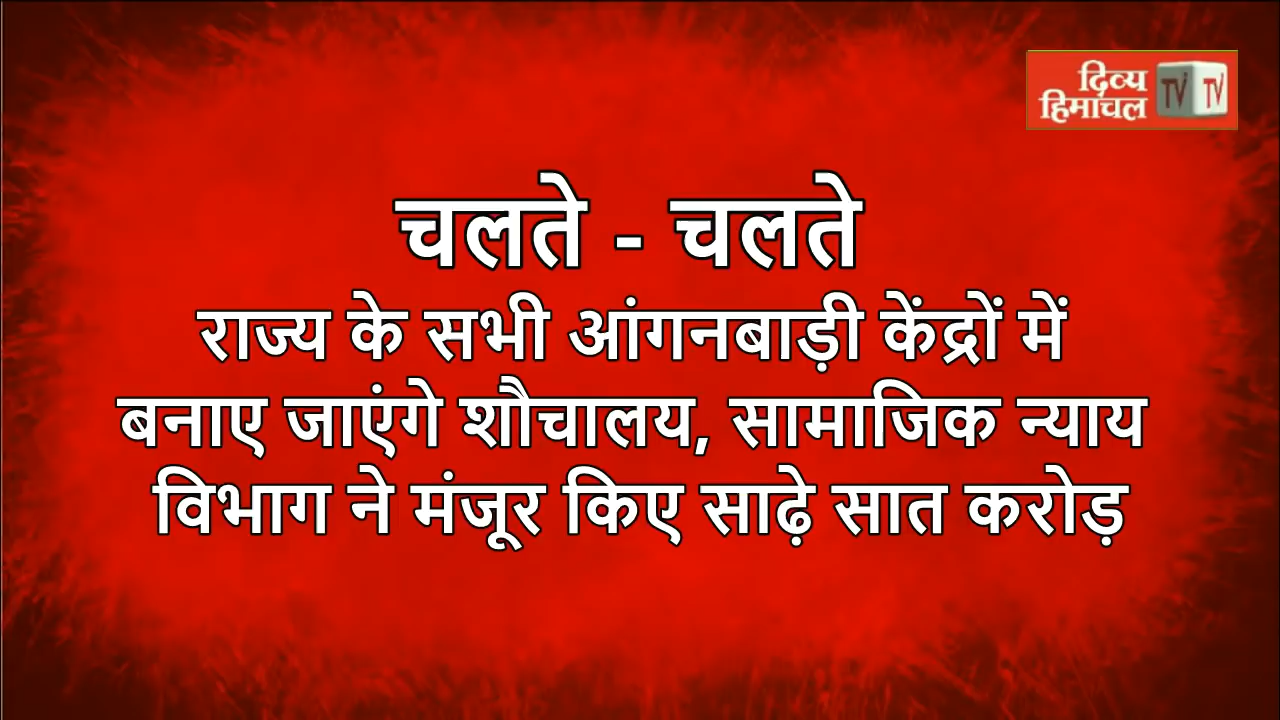 दिव्य
हिमाचल TV TV
चलते - चलते
राज्य के सभी आंगनबाड़ी केंद्रों में
बनाए जाएंगे शौचालय, सामाजिक न्याय
विभाग ने मंजूर किए साढ़े सात करोड़